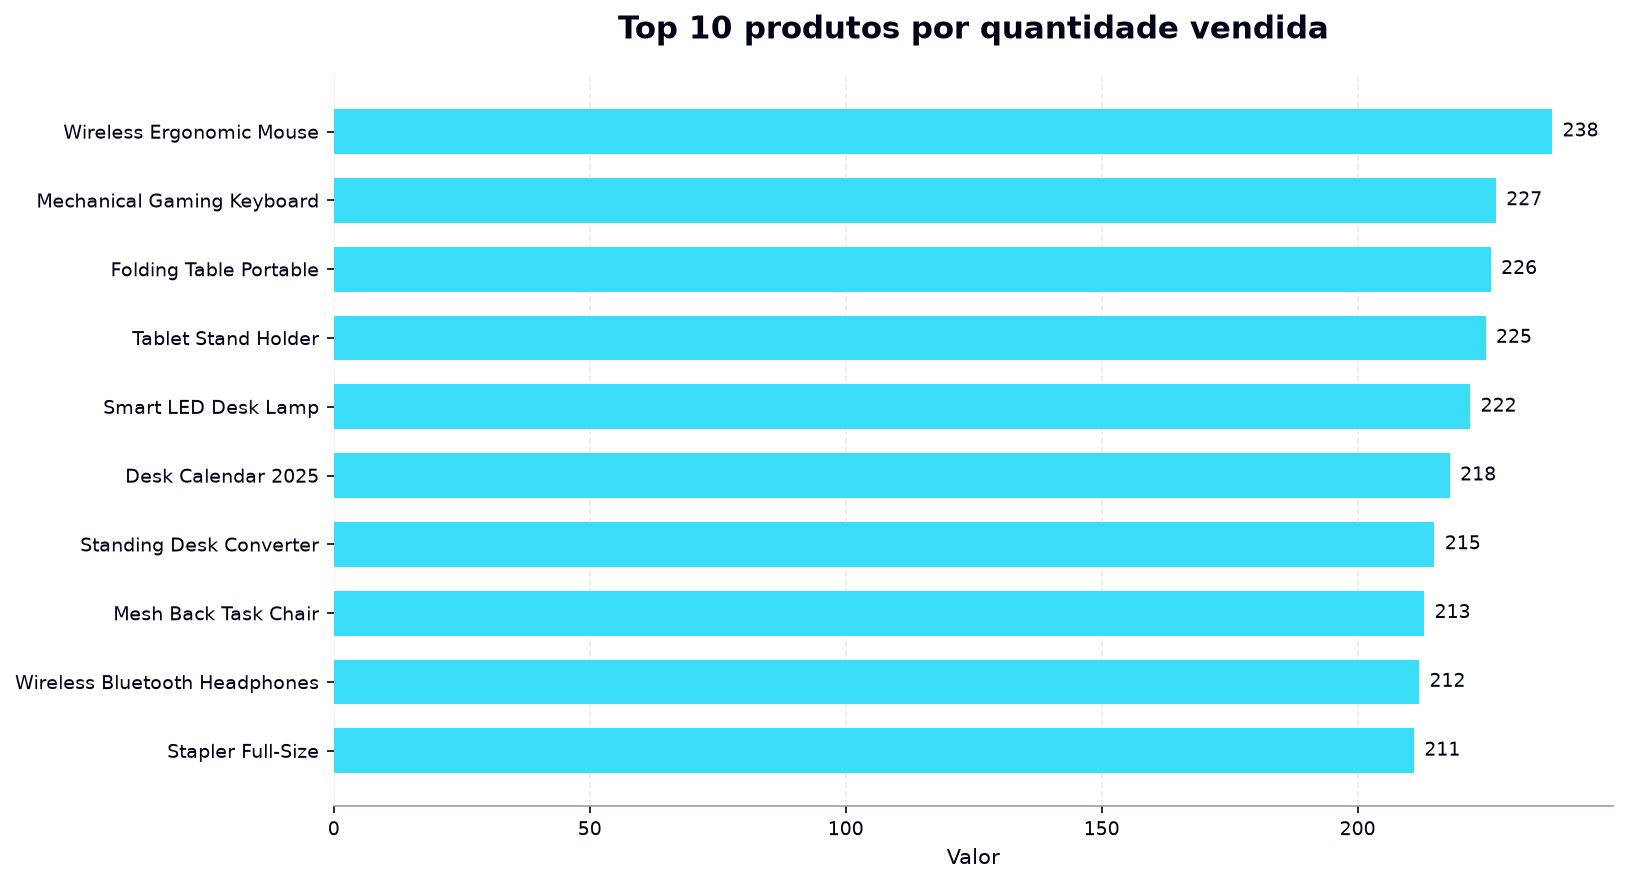 Top 10 produtos por quantidade vendida
Wireless Ergonomic Mouse 238
Mechanical Gaming Keyboard 227
Folding Table Portable 226
Tablet Stand Holder 225
Smart LED Desk Lamp 222
Desk Calendar 2025 218
Standing Desk Converter 215
Mesh Back Task Chair 213
Wireless Bluetooth Headphones 212
Stapler Full-Size 211
0 50 100 150 200
Valor